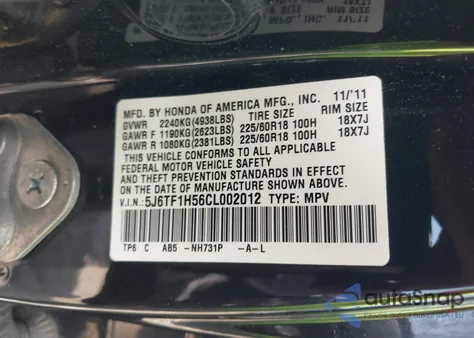 MFD. BY HONDA OF AMERICA MFG., INC. 11/'11
GVWR 2240KG(4938LBS) TIRE SIZE RIM SIZE
GAWR F 1190KG(2623LBS) 225/60R18 100H 18X7J
GAWR R 1080KG(2381LBS) 225/60R18 100H 18X7J
THIS VEHICLE CONFORMS TO ALL APPLICABLE
FEDERAL MOTOR VEHICLE SAFETY
AND THEFT PREVENTION STANDARDS IN EFFECT
ON THE DATE OF MANUFACTURE SHOWN ABOVE.
V.I.N.: 5J6TF1H56CL002012 TYPE: MPV
TP6 C AB5 -NH731P -A-L
autoSnap